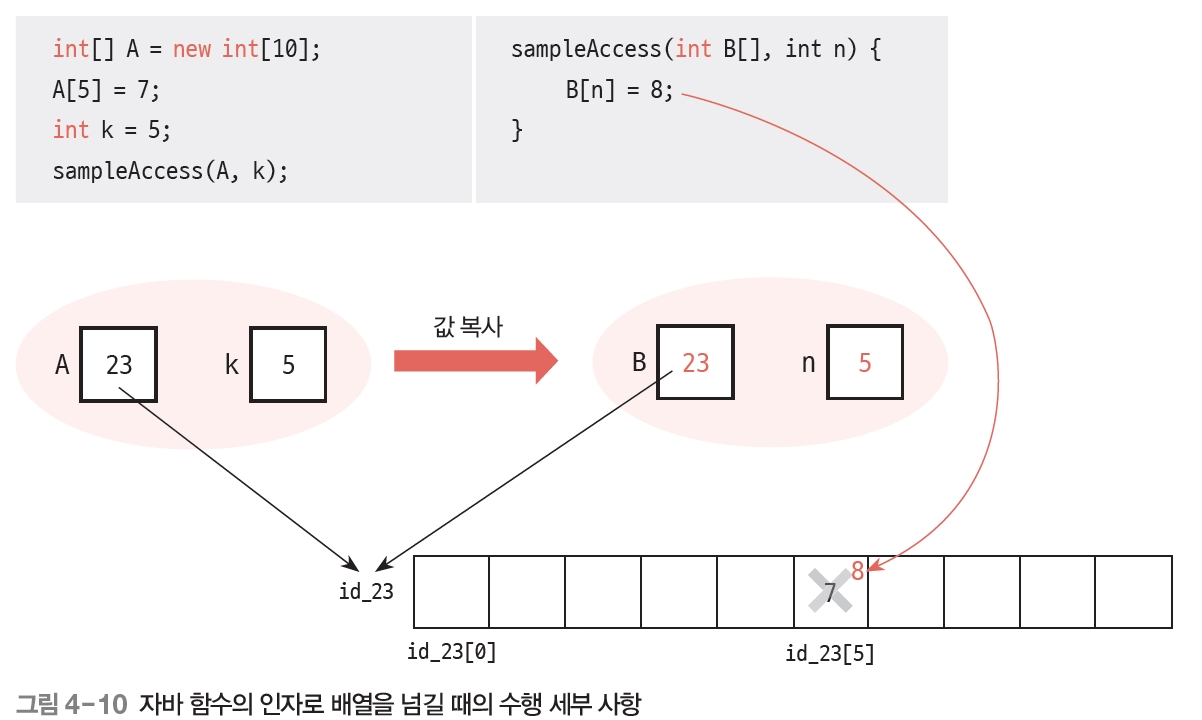 int[] A = new int[10];
A[5] = 7;
int k = 5;
sampleAccess(A, k);
sampleAccess(int B[], int n) {
B[n] = 8;
}
값 복사
A 23 k 5
B 23 n 5
id_23
7 8
id_23[0] id_23[5]
그림 4-10 자바 함수의 인자로 배열을 넘길 때의 수행 세부 사항